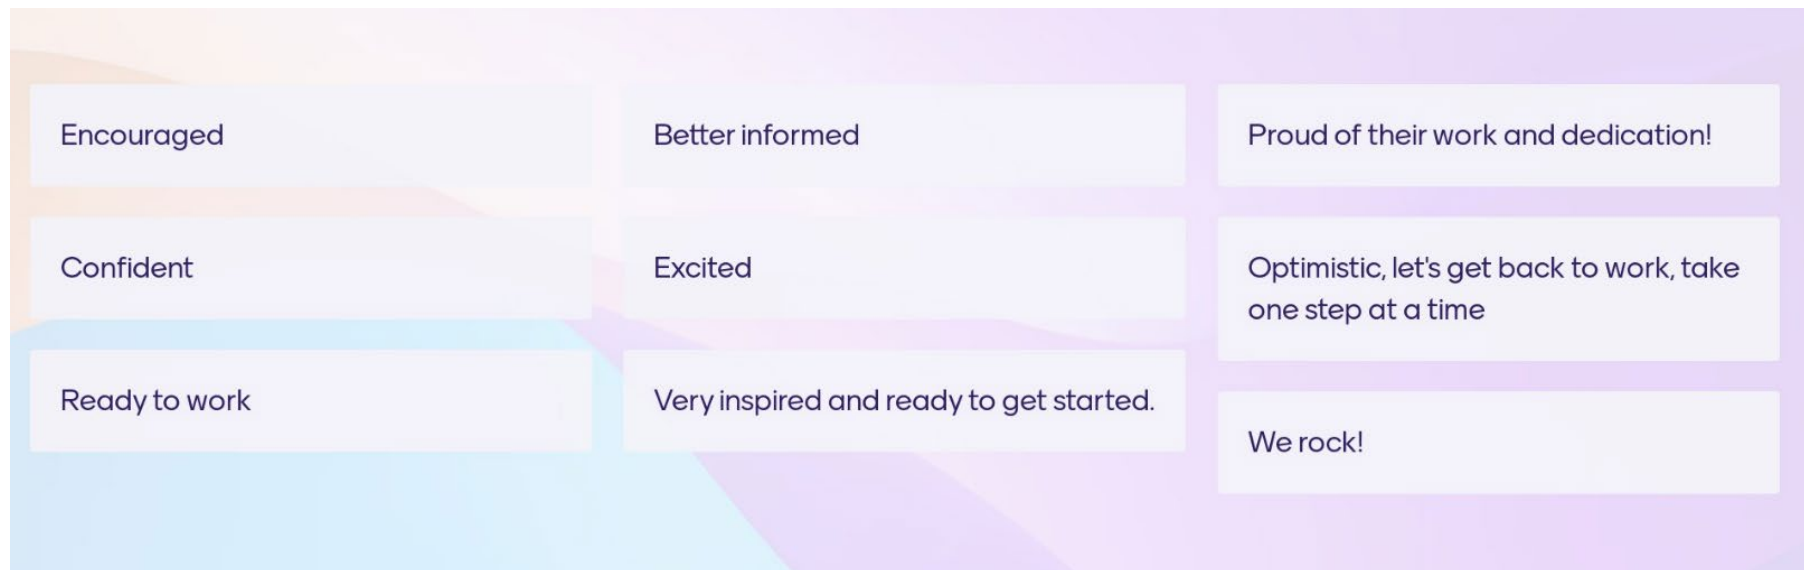 Encouraged
Confident
Ready to work
Better informed
Excited
Very inspired and ready to get started.
Proud of their work and dedication!
Optimistic, let's get back to work, take
one step at a time
We rock!